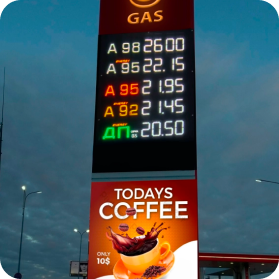 GAS
A 98 26.00
A 95 22.15
A 95 21.95
A 92 21.45
ДП 20.50
TODAYS
COFFEE
ONLY
10$